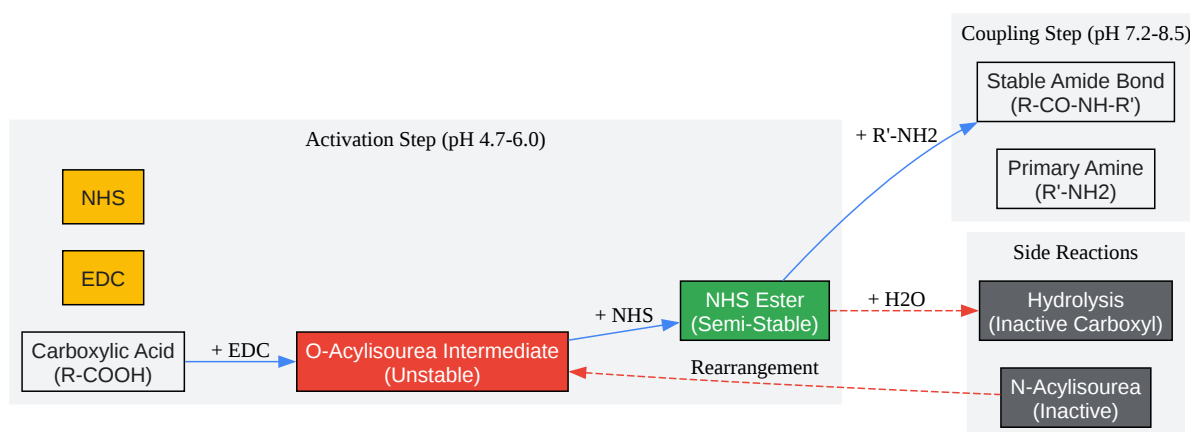 Coupling Step (pH 7.2-8.5)
Stable Amide Bond
(R-CO-NH-R')
+ R'-NH2
Activation Step (pH 4.7-6.0)
Primary Amine
(R'-NH2)
NHS
EDC
Side Reactions
NHS Ester
(Semi-Stable)
+ H2O
Hydrolysis
(Inactive Carboxyl)
+ NHS
Carboxylic Acid
(R-COOH)
+ EDC
O-Acylisourea Intermediate
(Unstable)
Rearrangement
N-Acylisourea
(Inactive)